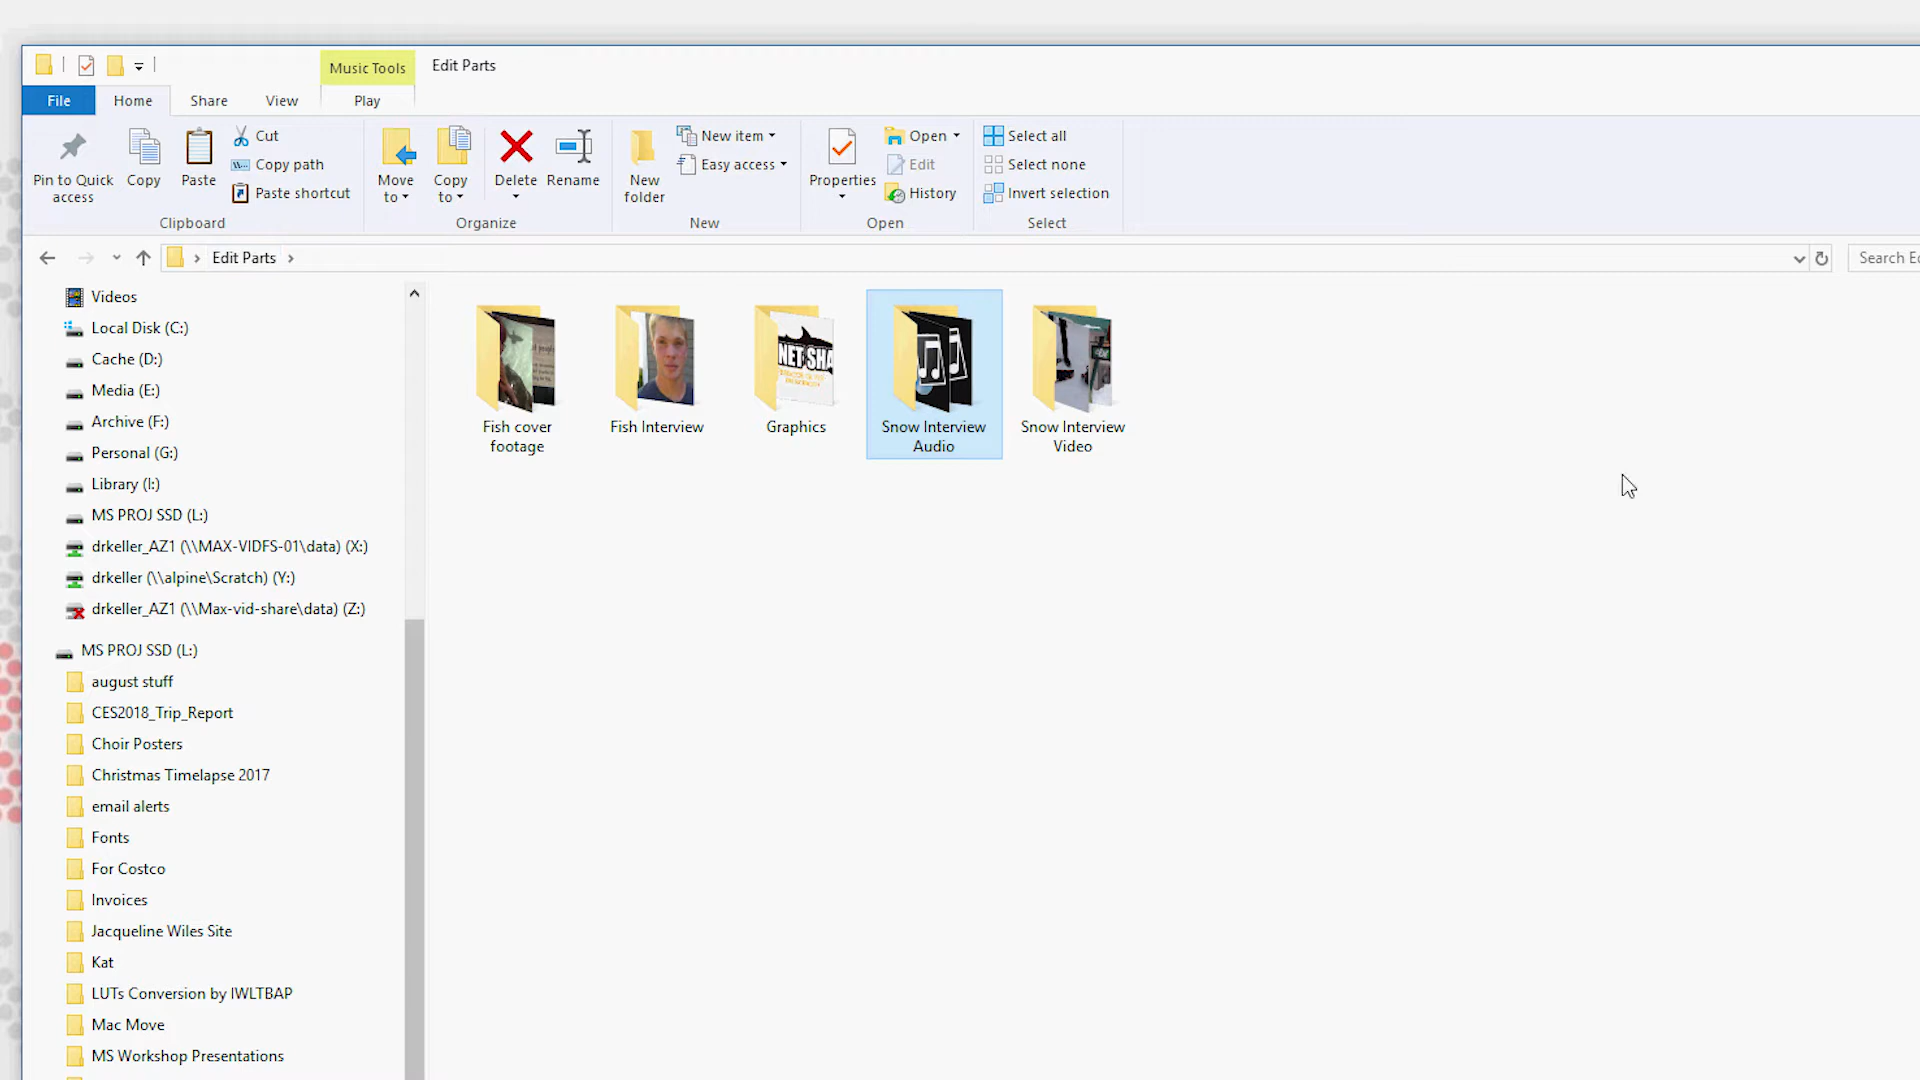 Music Tools
Edit Parts
File
Home
Share
View
Play
Pin to Quick
access
Copy
Paste
Cut
Copy path
Paste shortcut
Clipboard
Move
to
Copy
to
Delete
Rename
Organize
New
folder
New item
Easy access
New
Properties
Open
Edit
History
Open
Select all
Select none
Invert selection
Select
Edit Parts
Search Ed
Videos
Local Disk (C:)
Cache (D:)
Media (E:)
Archive (F:)
Personal (G:)
Library (I:)
MS PROJ SSD (L:)
drkeller_AZ1 (\\MAX-VIDFS-01\data) (X:)
drkeller (\\alpine\Scratch) (Y:)
drkeller_AZ1 (\\Max-vid-share\data) (Z:)
MS PROJ SSD (L:)
august stuff
CES2018_Trip_Report
Choir Posters
Christmas Timelapse 2017
email alerts
Fonts
For Costco
Invoices
Jacqueline Wiles Site
Kat
LUTs Conversion by IWLTBAP
Mac Move
MS Workshop Presentations
NET SHA
Fish cover
footage
Fish Interview
Graphics
Snow Interview
Audio
Snow Interview
Video